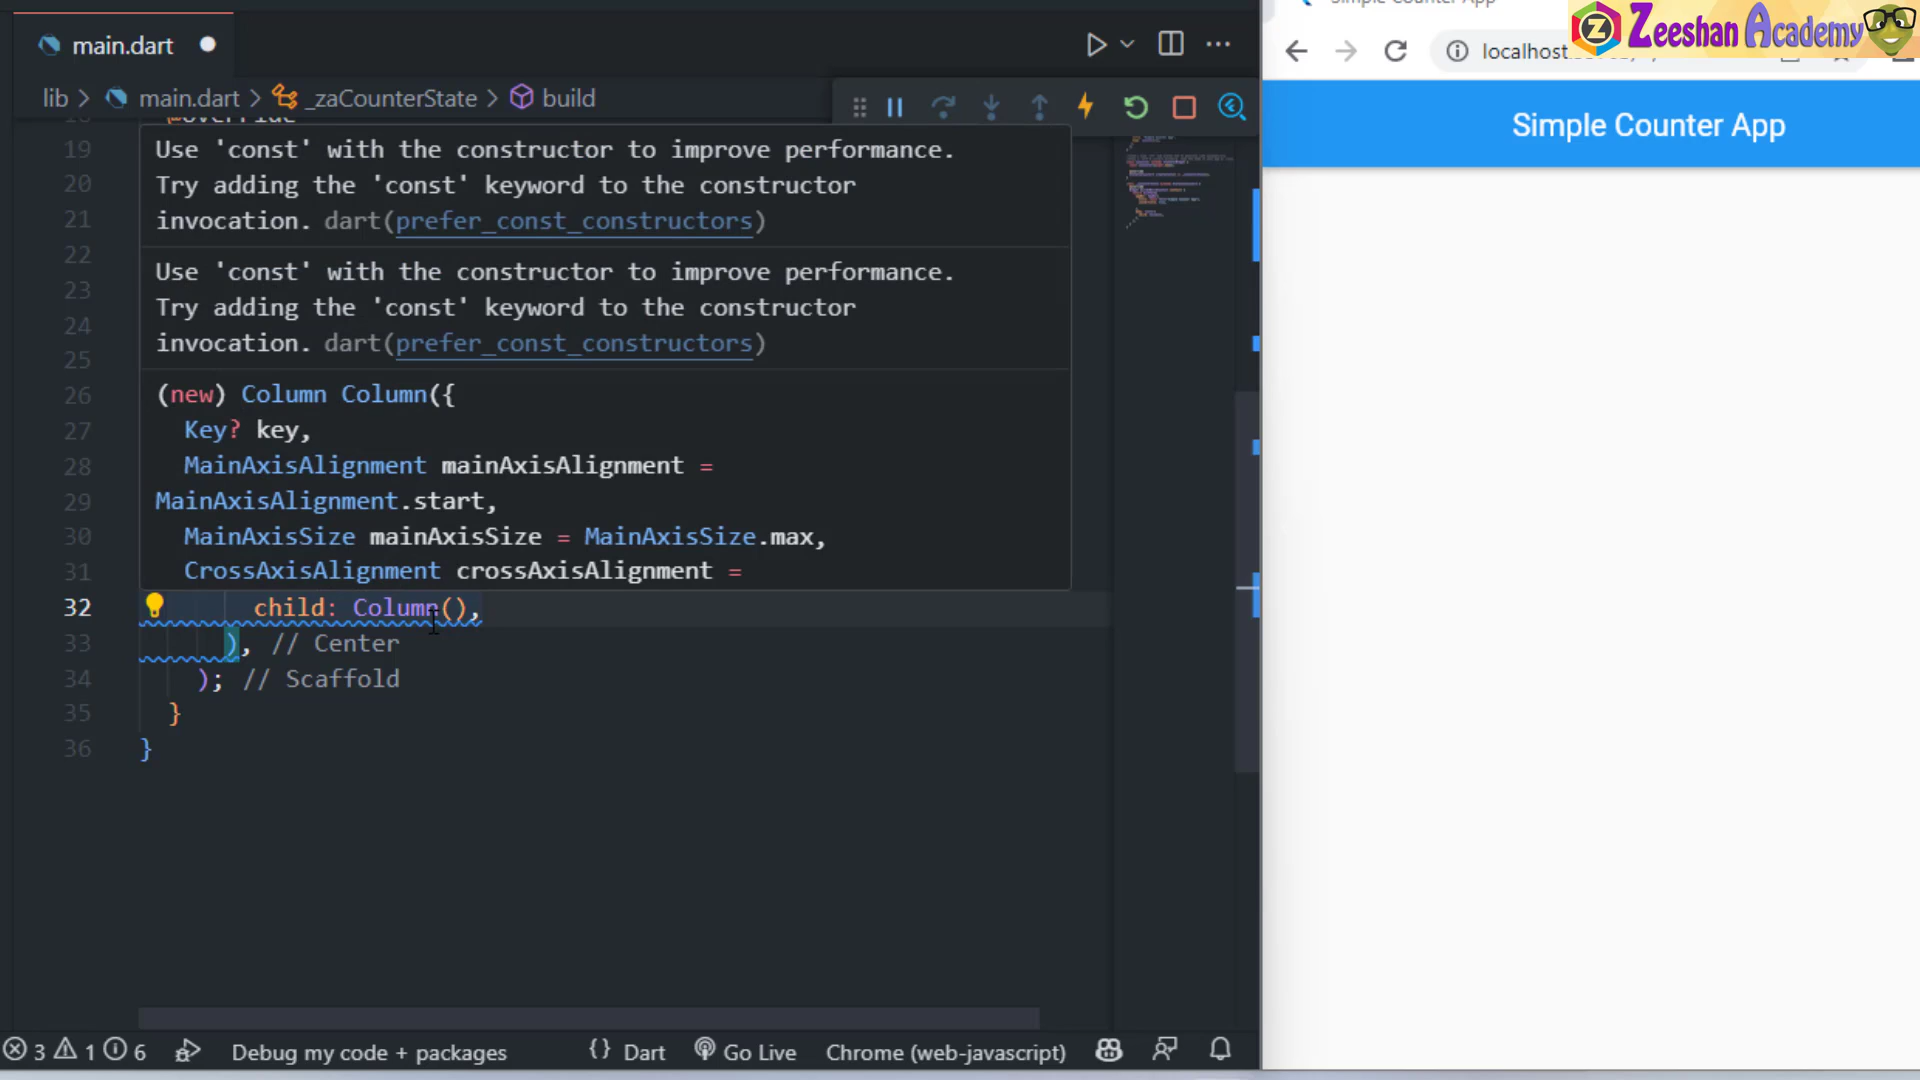 main.dart
lib > main.dart > _zaCounterState > build
@override
19
Use 'const' with the constructor to improve performance.
20
Try adding the 'const' keyword to the constructor
21
invocation. dart(prefer_const_constructors)
22
23
Use 'const' with the constructor to improve performance.
24
Try adding the 'const' keyword to the constructor
25
invocation. dart(prefer_const_constructors)
26
(new) Column Column({
27
Key? key,
28
MainAxisAlignment mainAxisAlignment =
29
MainAxisAlignment.start,
30
MainAxisSize mainAxisSize = MainAxisSize.max,
31
CrossAxisAlignment crossAxisAlignment =
32 child: Column(),
33 ), // Center
34 ); // Scaffold
35 }
36 }
3 1 6 Debug my code + packages {} Dart Go Live Chrome (web-javascript)
Simple Counter App
Zeeshan Academy
localhost
Simple Counter App